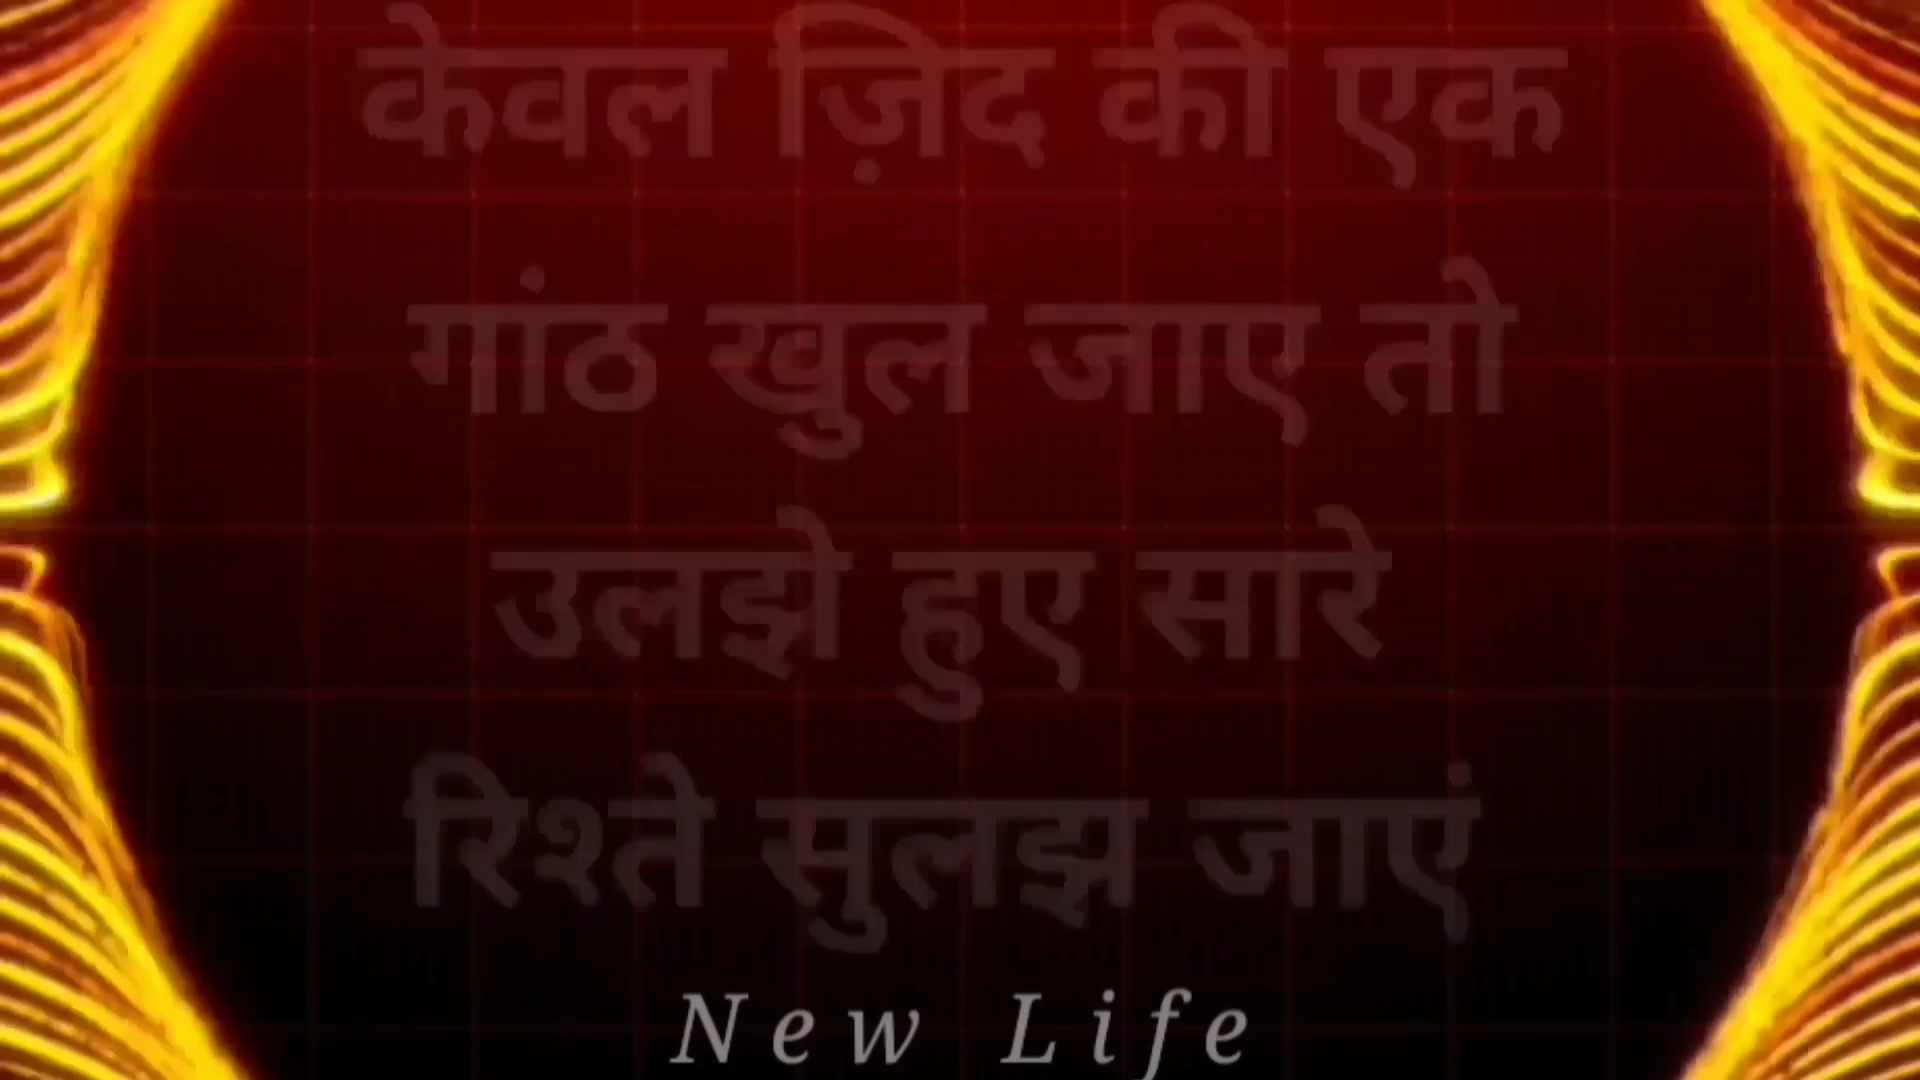 केवल ज़िद की एक
गांठ खुल जाए तो
उलझे हुए सारे
रिश्ते सुलझ जाएं
New Life